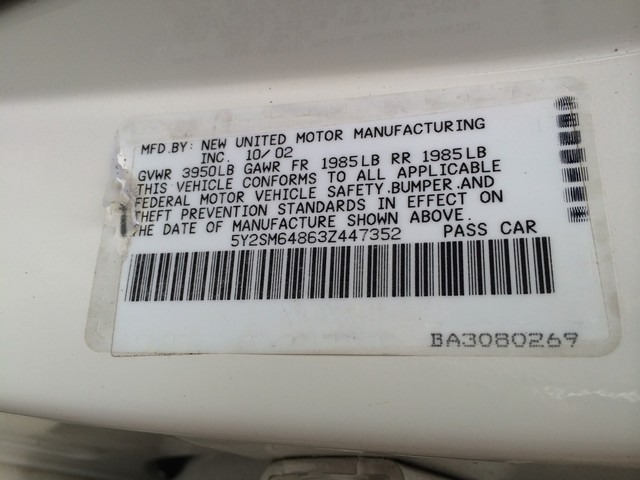 MFD.BY: NEW UNITED MOTOR MANUFACTURING
INC. 10/02
GVWR 3950LB GAWR FR 1985LB RR 1985LB
THIS VEHICLE CONFORMS TO ALL APPLICABLE
FEDERAL MOTOR VEHICLE SAFETY.BUMPER.AND
THEFT PREVENTION STANDARDS IN EFFECT ON
THE DATE OF MANUFACTURE SHOWN ABOVE.
5Y2SM64863Z447352 PASS CAR
BA3080269